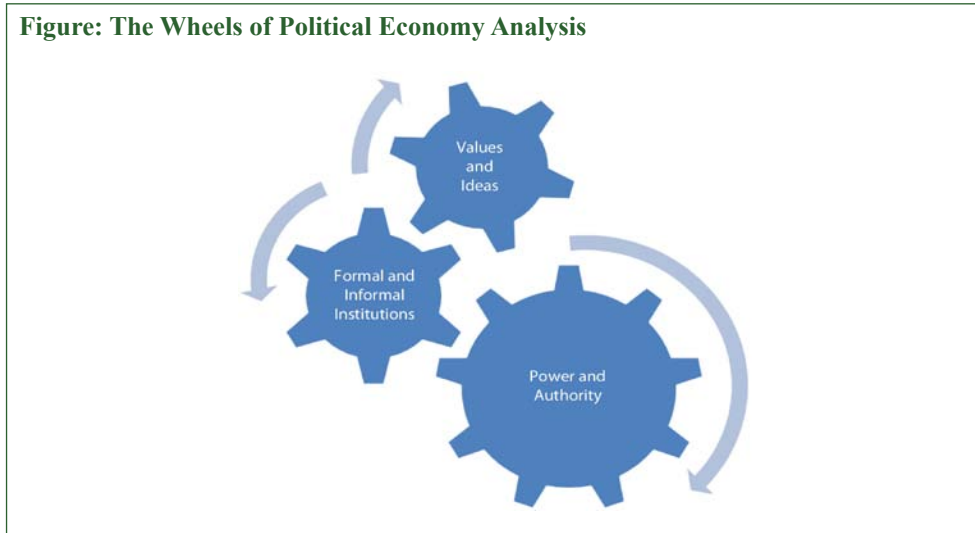 Figure: The Wheels of Political Economy Analysis
Values
and
Ideas
Formal and
Informal
Institutions
Power and
Authority